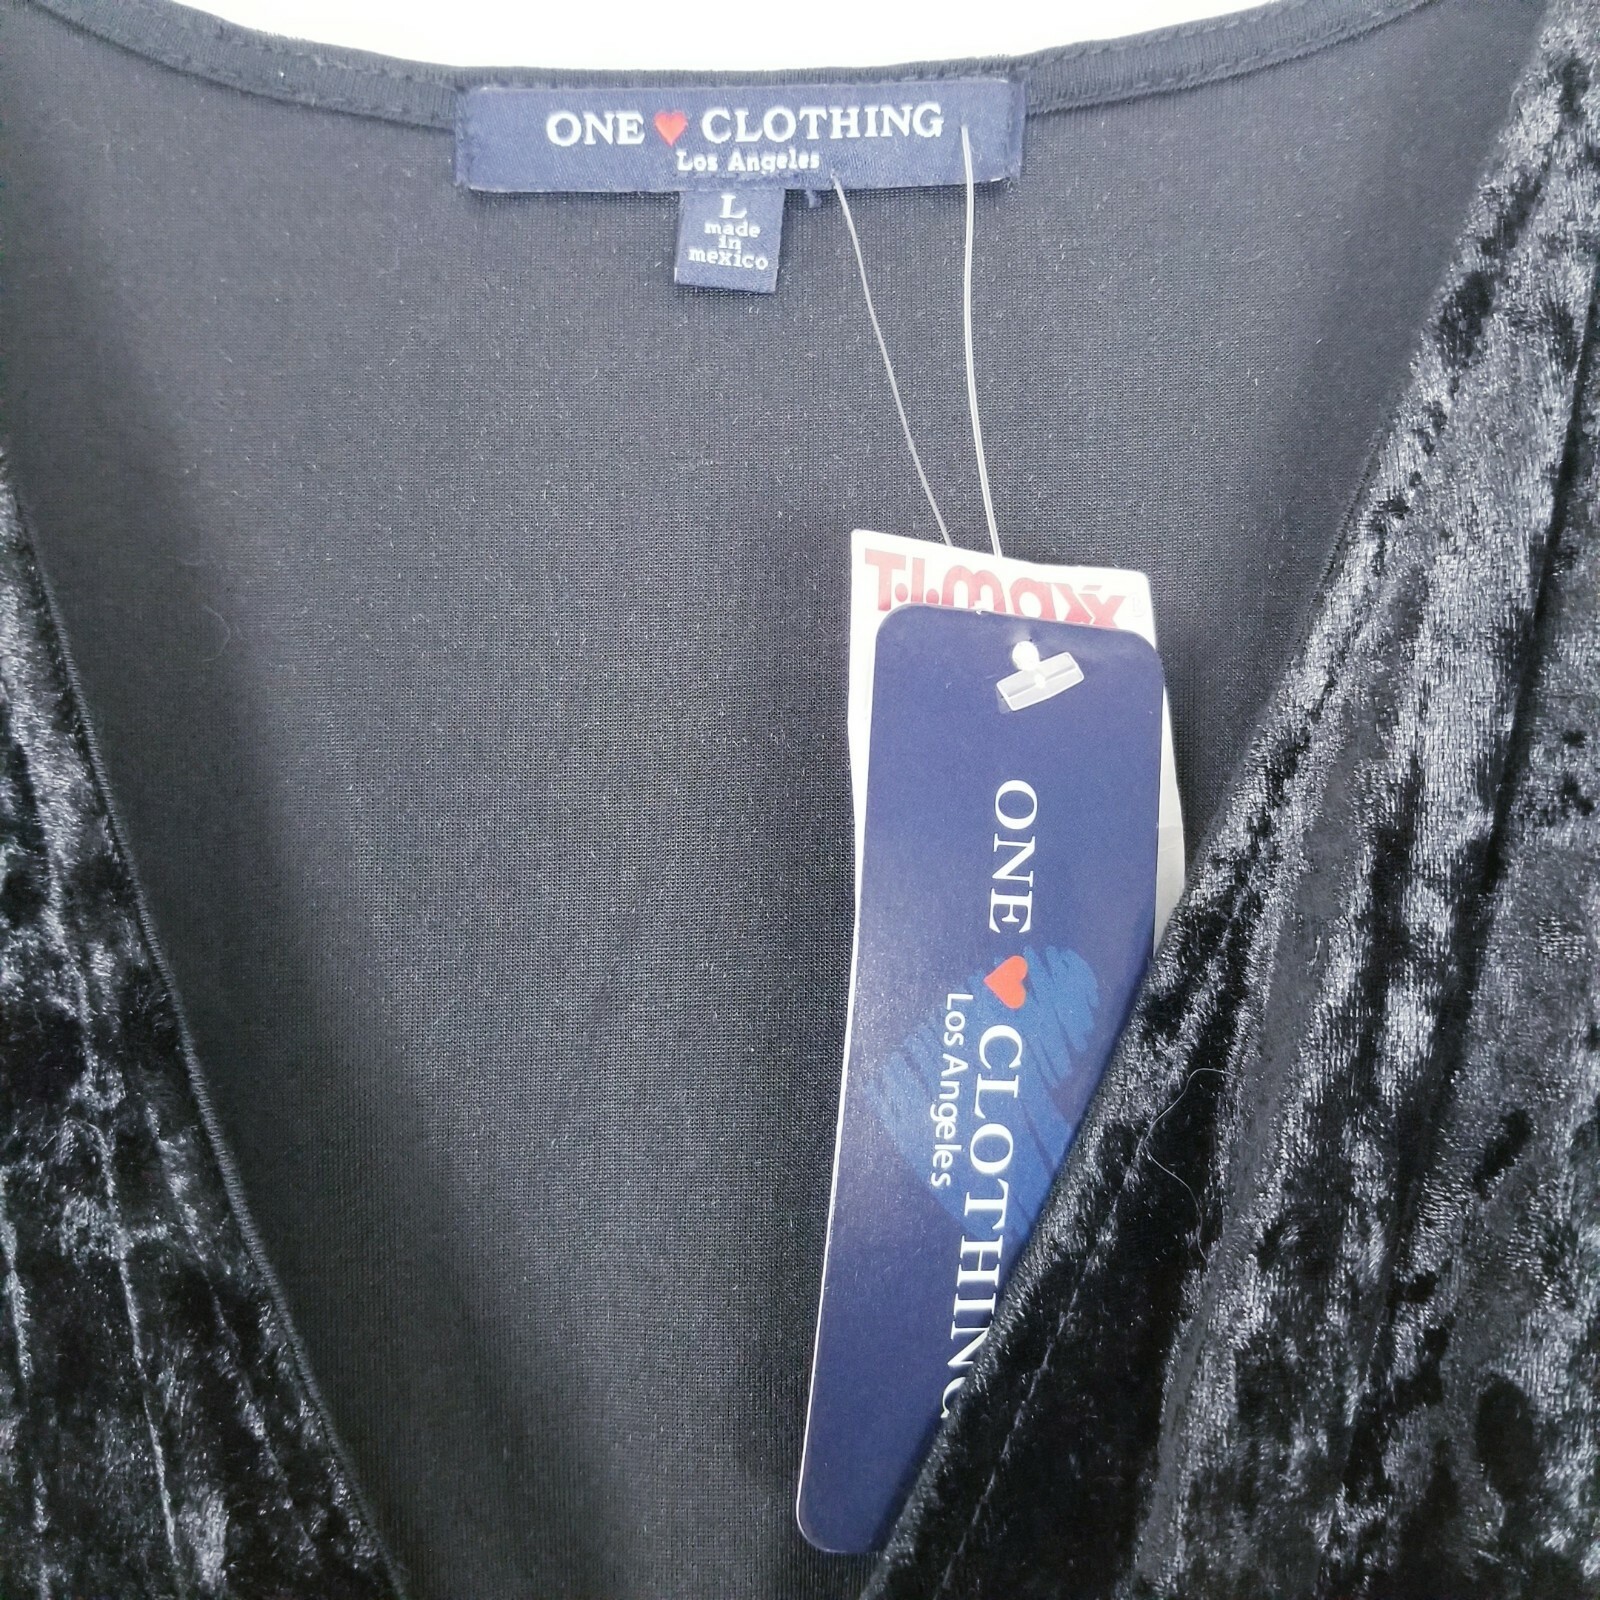 ONE ♥ CLOTHING
Los Angeles
L
made
in
mexico
T.J.maxx
ONE ♥ CLOTHING
Los Angeles